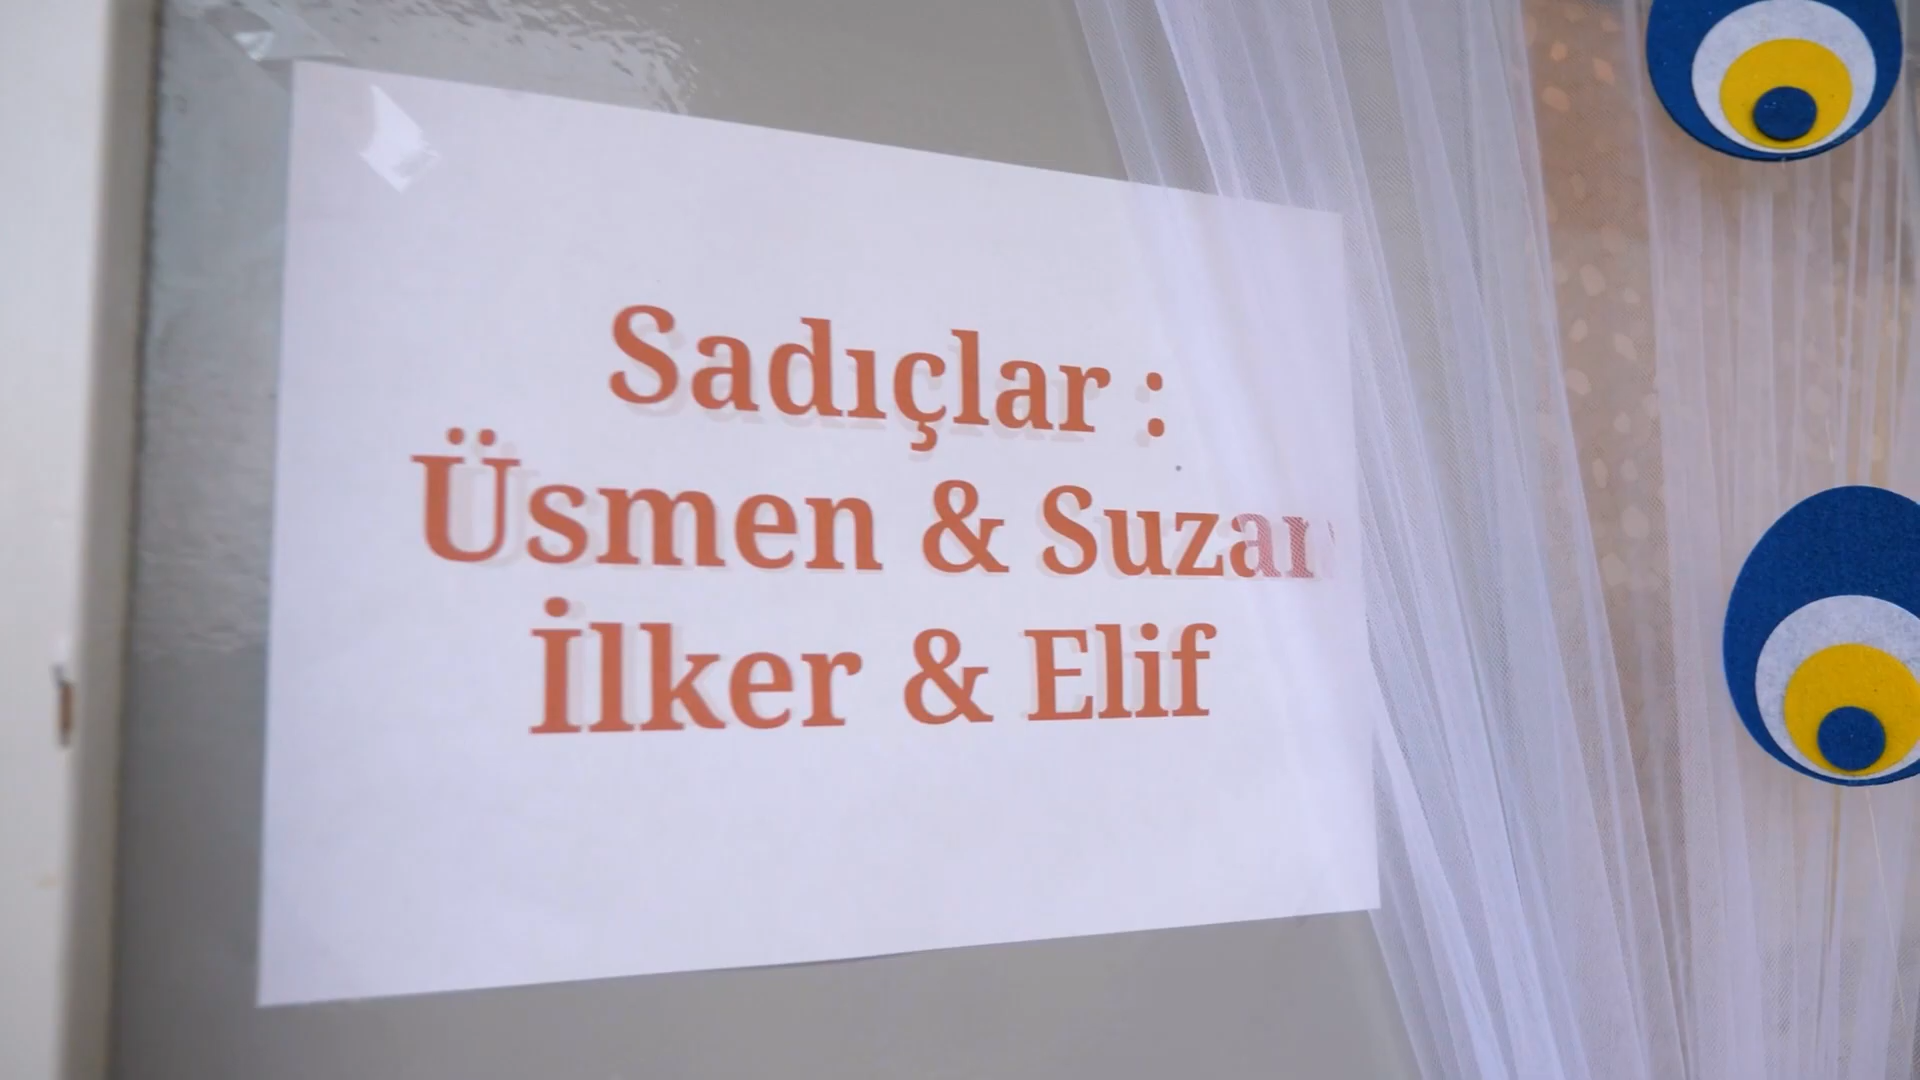 Sadıçlar :
Üsmen & Suzan
İlker & Elif